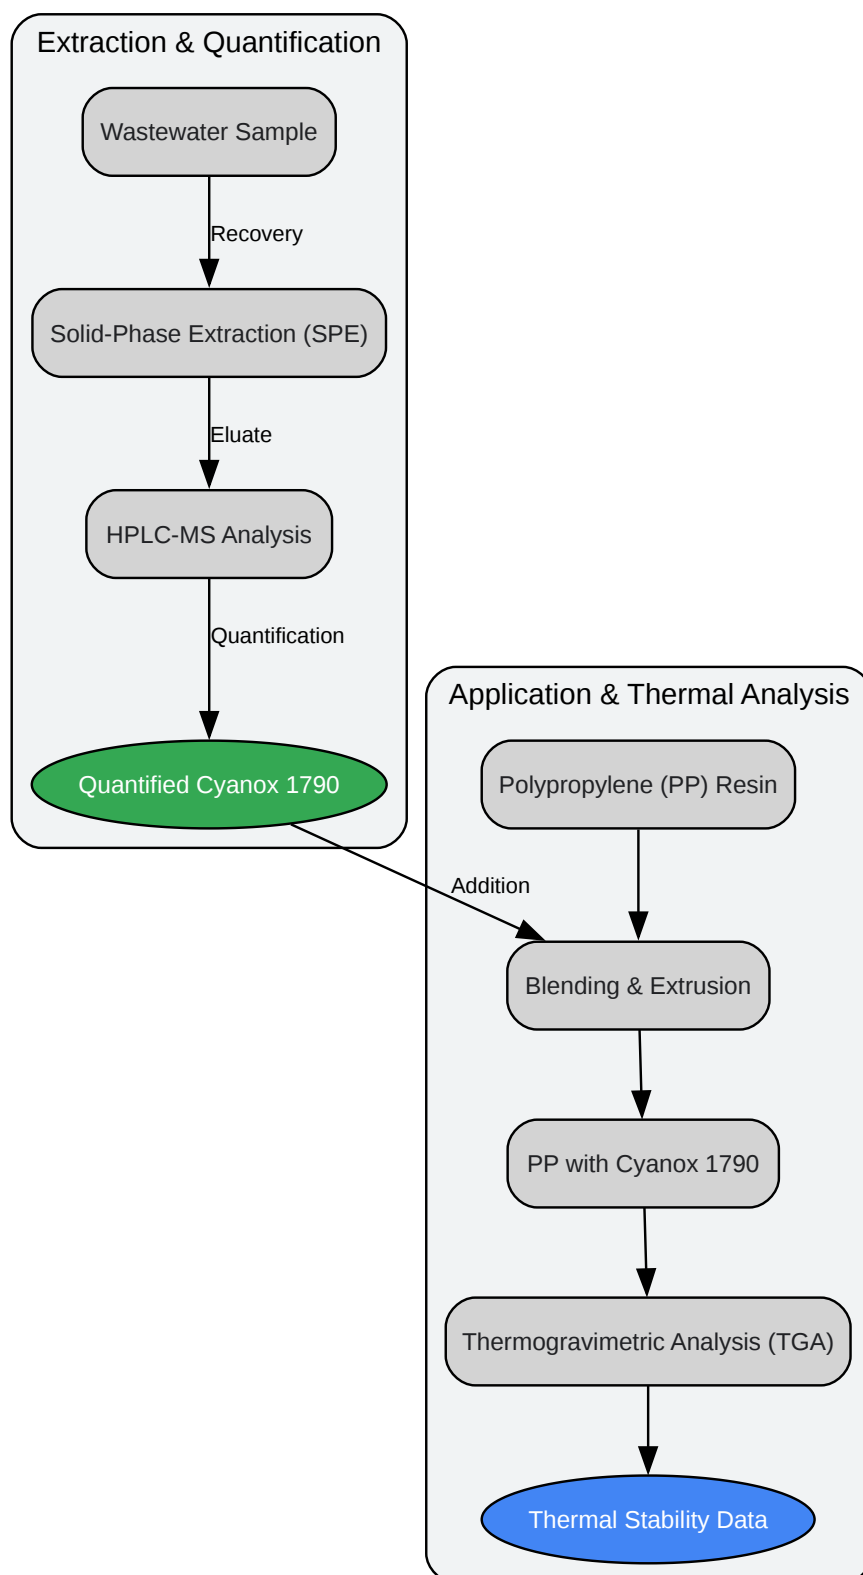 Extraction & Quantification
Wastewater Sample
Recovery
Solid-Phase Extraction (SPE)
Eluate
HPLC-MS Analysis
Quantification
Quantified Cyanox 1790
Application & Thermal Analysis
Polypropylene (PP) Resin
Addition
Blending & Extrusion
PP with Cyanox 1790
Thermogravimetric Analysis (TGA)
Thermal Stability Data